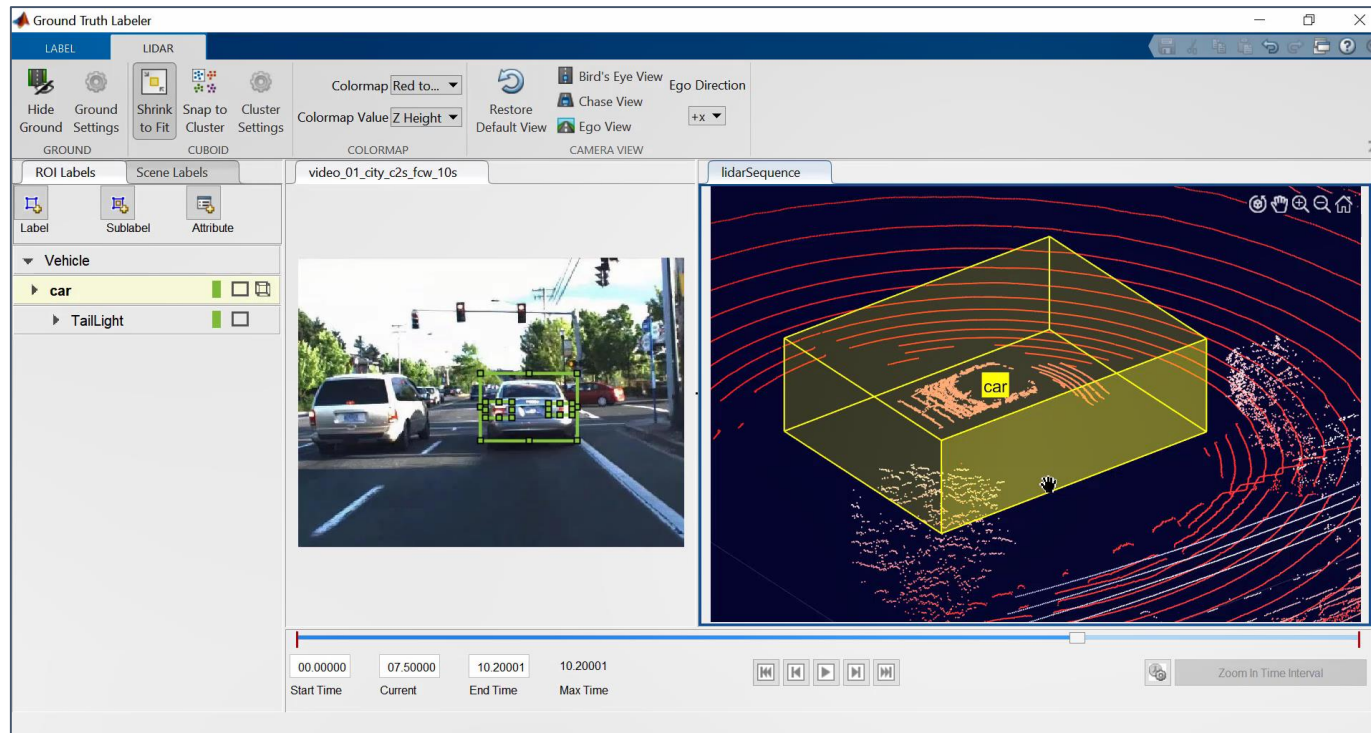 Ground Truth Labeler
LABEL
LIDAR
Hide Ground
Ground Settings
Shrink to Fit
Snap to Cluster
Cluster Settings
Colormap Red to...
Colormap Value Z Height
Restore Default View
Bird's Eye View
Chase View
Ego View
Ego Direction
+x
GROUND
CUBOID
COLORMAP
CAMERA VIEW
ROI Labels
Scene Labels
video_01_city_c2s_fcw_10s
lidarSequence
Label
Sublabel
Attribute
Vehicle
car
TailLight
car
00.00000
07.50000
10.20001
10.20001
Start Time
Current
End Time
Max Time
Zoom In Time Interval